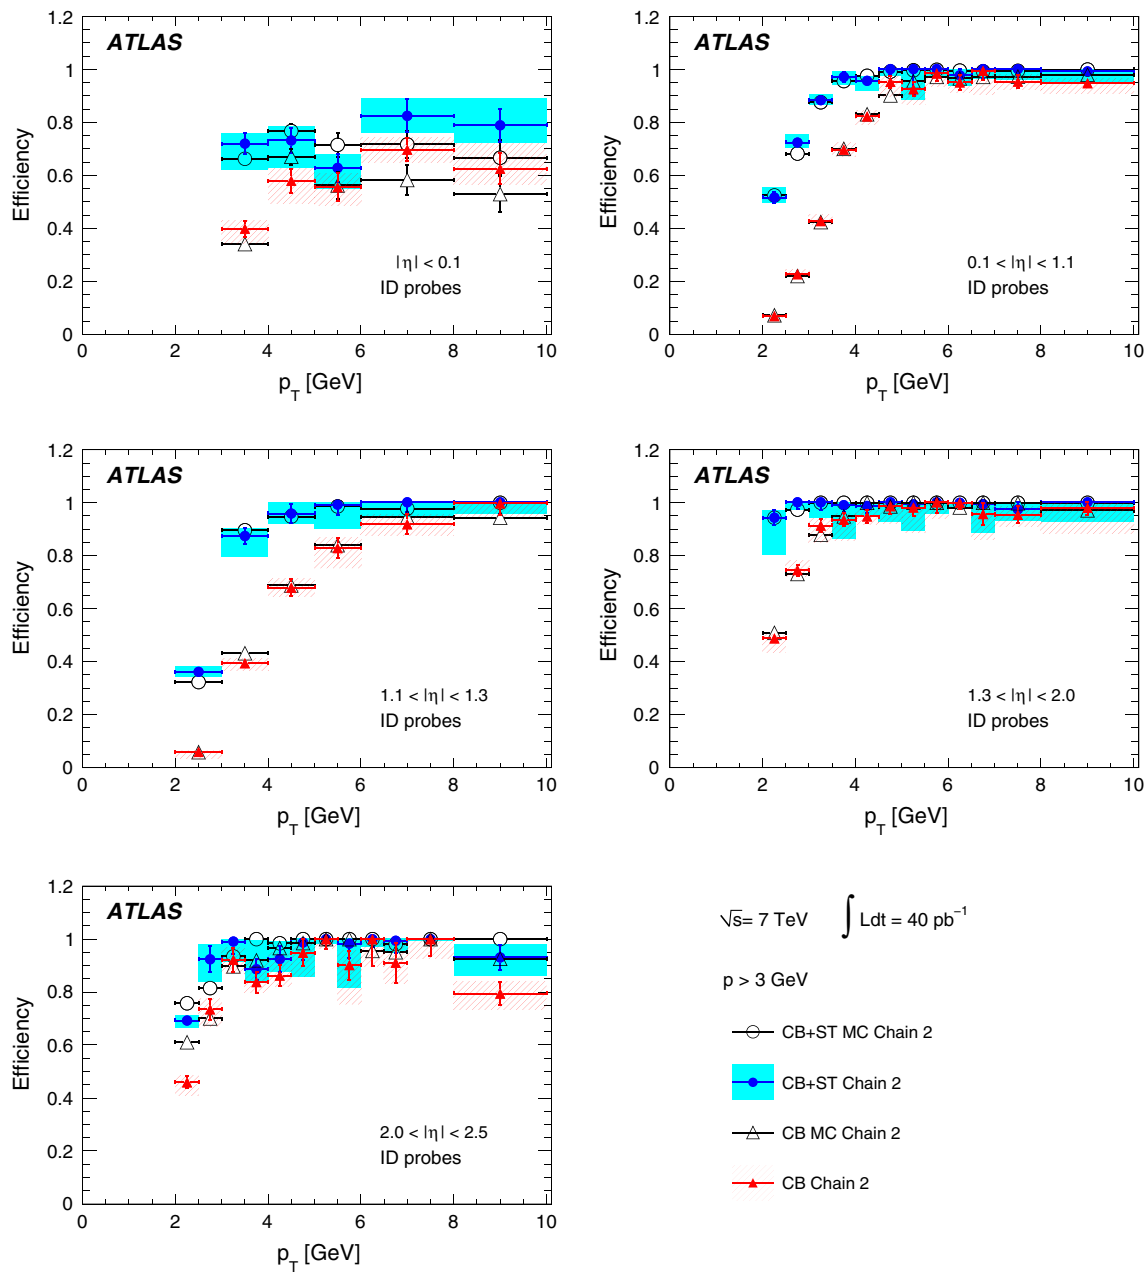 ATLAS
Efficiency
1.2
1
0.8
0.6
0.4
0.2
0
|η| < 0.1
ID probes
0 2 4 6 8 10
p_T [GeV]
ATLAS
Efficiency
1.2
1
0.8
0.6
0.4
0.2
0
0.1 < |η| < 1.1
ID probes
0 2 4 6 8 10
p_T [GeV]
ATLAS
Efficiency
1.2
1
0.8
0.6
0.4
0.2
0
1.1 < |η| < 1.3
ID probes
0 2 4 6 8 10
p_T [GeV]
ATLAS
Efficiency
1.2
1
0.8
0.6
0.4
0.2
0
1.3 < |η| < 2.0
ID probes
0 2 4 6 8 10
p_T [GeV]
ATLAS
Efficiency
1.2
1
0.8
0.6
0.4
0.2
0
2.0 < |η| < 2.5
ID probes
0 2 4 6 8 10
p_T [GeV]
√s= 7 TeV ∫ Ldt = 40 pb⁻¹
p > 3 GeV
CB+ST MC Chain 2
CB+ST Chain 2
CB MC Chain 2
CB Chain 2